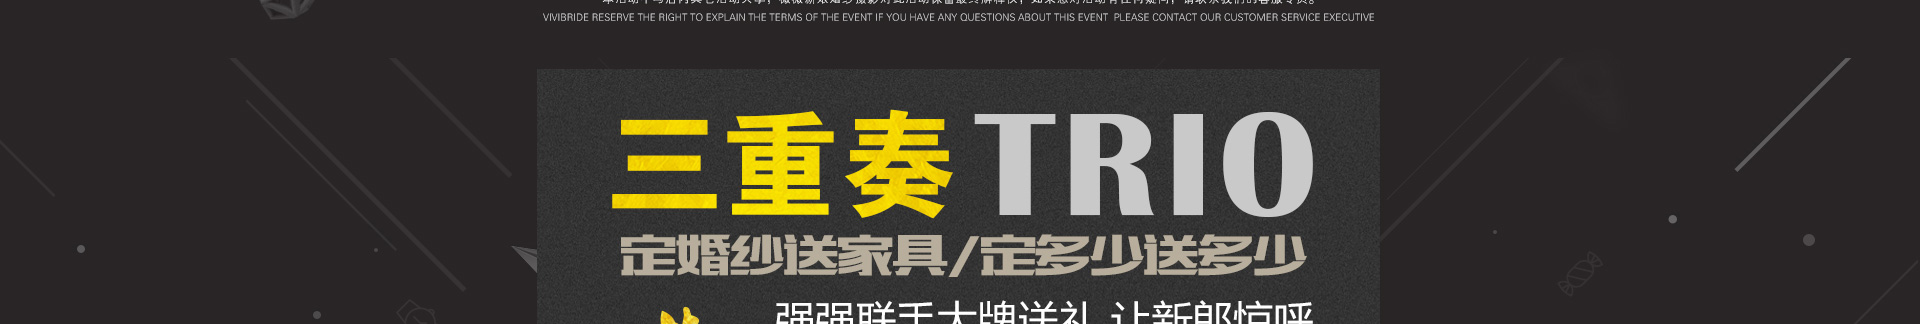 VIVIBRIDE RESERVE THE RIGHT TO EXPLAIN THE TERMS OF THE EVENT IF YOU HAVE ANY QUESTIONS ABOUT THIS EVENT PLEASE CONTACT OUR CUSTOMER SERVICE EXECUTIVE
三重奏 TRIO
定婚纱送家具/定多少送多少
强强联手大牌送礼 让新郎惊呼